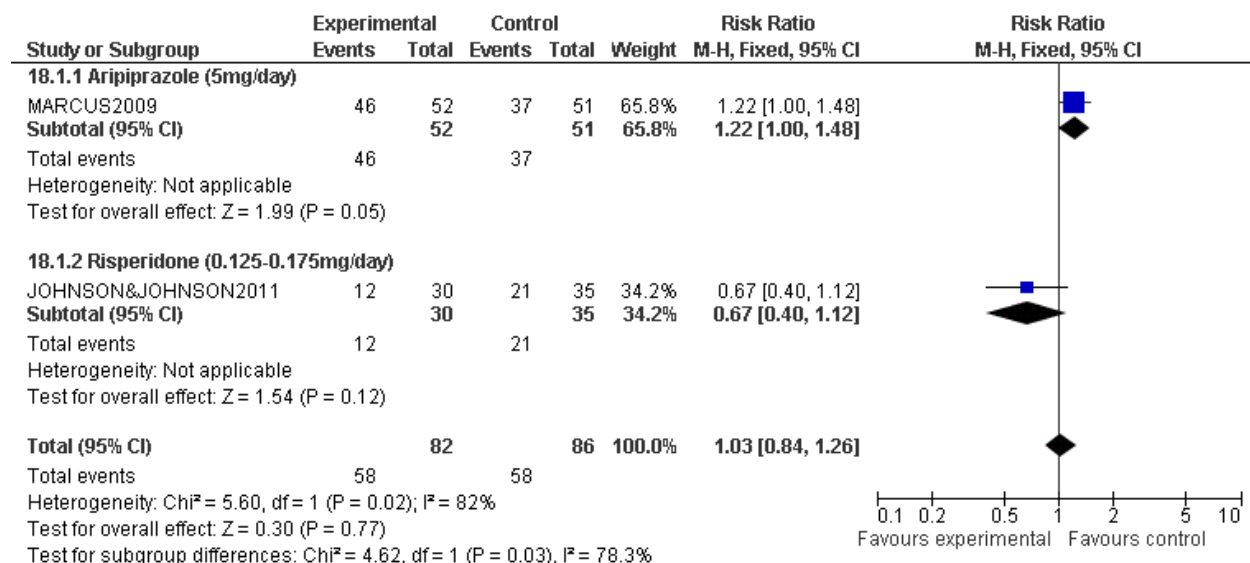 Experimental Control Risk Ratio Risk Ratio
Study or Subgroup Events Total Events Total Weight M-H, Fixed, 95% CI M-H, Fixed, 95% CI
18.1.1 Aripiprazole (5mg/day)
MARCUS2009 46 52 37 51 65.8% 1.22 [1.00, 1.48]
Subtotal (95% CI) 52 51 65.8% 1.22 [1.00, 1.48]
Total events 46 37
Heterogeneity: Not applicable
Test for overall effect: Z = 1.99 (P = 0.05)
18.1.2 Risperidone (0.125-0.175mg/day)
JOHNSON&JOHNSON2011 12 30 21 35 34.2% 0.67 [0.40, 1.12]
Subtotal (95% CI) 30 35 34.2% 0.67 [0.40, 1.12]
Total events 12 21
Heterogeneity: Not applicable
Test for overall effect: Z = 1.54 (P = 0.12)
Total (95% CI) 82 86 100.0% 1.03 [0.84, 1.26]
Total events 58 58
Heterogeneity: Chi² = 5.60, df = 1 (P = 0.02); I² = 82%
Test for overall effect: Z = 0.30 (P = 0.77)
Test for subgroup differences: Chi² = 4.62, df = 1 (P = 0.03), I² = 78.3%
0.1 0.2 0.5 1 2 5 10
Favours experimental Favours control